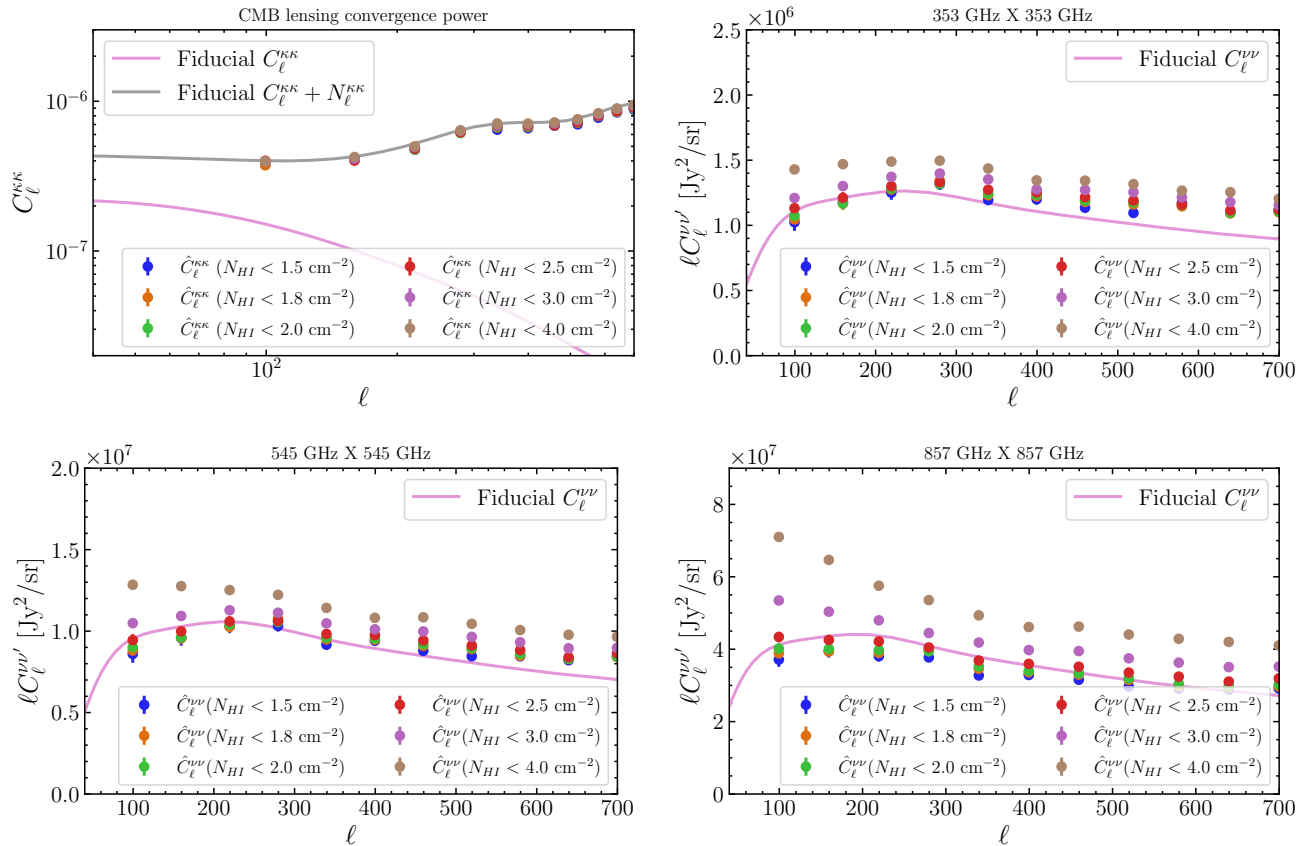 CMB lensing convergence power
Fiducial $C_\ell^{\kappa\kappa}$
Fiducial $C_\ell^{\kappa\kappa} + N_\ell^{\kappa\kappa}$
$10^{-6}$
$10^{-7}$
$C_\ell^{\kappa\kappa}$
$\hat{C}_\ell^{\kappa\kappa}$ ($N_{HI} < 1.5$ cm$^{-2}$)
$\hat{C}_\ell^{\kappa\kappa}$ ($N_{HI} < 1.8$ cm$^{-2}$)
$\hat{C}_\ell^{\kappa\kappa}$ ($N_{HI} < 2.0$ cm$^{-2}$)
$\hat{C}_\ell^{\kappa\kappa}$ ($N_{HI} < 2.5$ cm$^{-2}$)
$\hat{C}_\ell^{\kappa\kappa}$ ($N_{HI} < 3.0$ cm$^{-2}$)
$\hat{C}_\ell^{\kappa\kappa}$ ($N_{HI} < 4.0$ cm$^{-2}$)
$10^2$
$\ell$
353 GHz X 353 GHz
×$10^6$
Fiducial $C_\ell^{\nu\nu}$
2.5
2.0
1.5
1.0
0.5
0.0
$\ell C_\ell^{\nu\nu'}$ [Jy$^2$/sr]
$\hat{C}_\ell^{\nu\nu}$($N_{HI} < 1.5$ cm$^{-2}$)
$\hat{C}_\ell^{\nu\nu}$($N_{HI} < 1.8$ cm$^{-2}$)
$\hat{C}_\ell^{\nu\nu}$($N_{HI} < 2.0$ cm$^{-2}$)
$\hat{C}_\ell^{\nu\nu}$($N_{HI} < 2.5$ cm$^{-2}$)
$\hat{C}_\ell^{\nu\nu}$($N_{HI} < 3.0$ cm$^{-2}$)
$\hat{C}_\ell^{\nu\nu}$($N_{HI} < 4.0$ cm$^{-2}$)
100 200 300 400 500 600 700
$\ell$
545 GHz X 545 GHz
×$10^7$
Fiducial $C_\ell^{\nu\nu}$
2.0
1.5
1.0
0.5
0.0
$\ell C_\ell^{\nu\nu'}$ [Jy$^2$/sr]
$\hat{C}_\ell^{\nu\nu}$($N_{HI} < 1.5$ cm$^{-2}$)
$\hat{C}_\ell^{\nu\nu}$($N_{HI} < 1.8$ cm$^{-2}$)
$\hat{C}_\ell^{\nu\nu}$($N_{HI} < 2.0$ cm$^{-2}$)
$\hat{C}_\ell^{\nu\nu}$($N_{HI} < 2.5$ cm$^{-2}$)
$\hat{C}_\ell^{\nu\nu}$($N_{HI} < 3.0$ cm$^{-2}$)
$\hat{C}_\ell^{\nu\nu}$($N_{HI} < 4.0$ cm$^{-2}$)
100 200 300 400 500 600 700
$\ell$
857 GHz X 857 GHz
×$10^7$
Fiducial $C_\ell^{\nu\nu}$
8
6
4
2
0
$\ell C_\ell^{\nu\nu'}$ [Jy$^2$/sr]
$\hat{C}_\ell^{\nu\nu}$($N_{HI} < 1.5$ cm$^{-2}$)
$\hat{C}_\ell^{\nu\nu}$($N_{HI} < 1.8$ cm$^{-2}$)
$\hat{C}_\ell^{\nu\nu}$($N_{HI} < 2.0$ cm$^{-2}$)
$\hat{C}_\ell^{\nu\nu}$($N_{HI} < 2.5$ cm$^{-2}$)
$\hat{C}_\ell^{\nu\nu}$($N_{HI} < 3.0$ cm$^{-2}$)
$\hat{C}_\ell^{\nu\nu}$($N_{HI} < 4.0$ cm$^{-2}$)
100 200 300 400 500 600 700
$\ell$